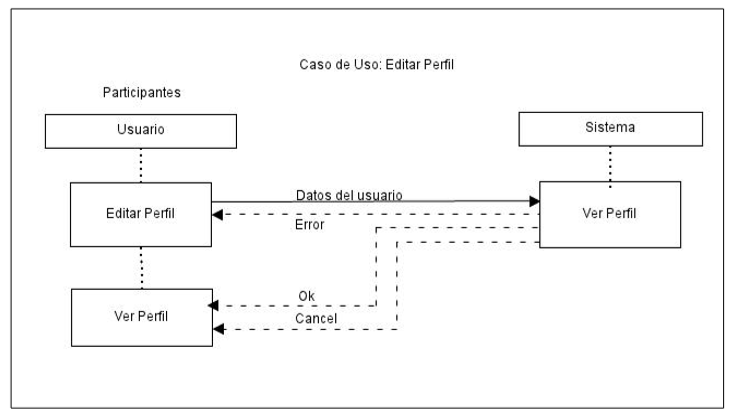 Caso de Uso: Editar Perfil
Participantes
Usuario
Sistema
Datos del usuario
Editar Perfil
Ver Perfil
Error
Ok
Ver Perfil
Cancel